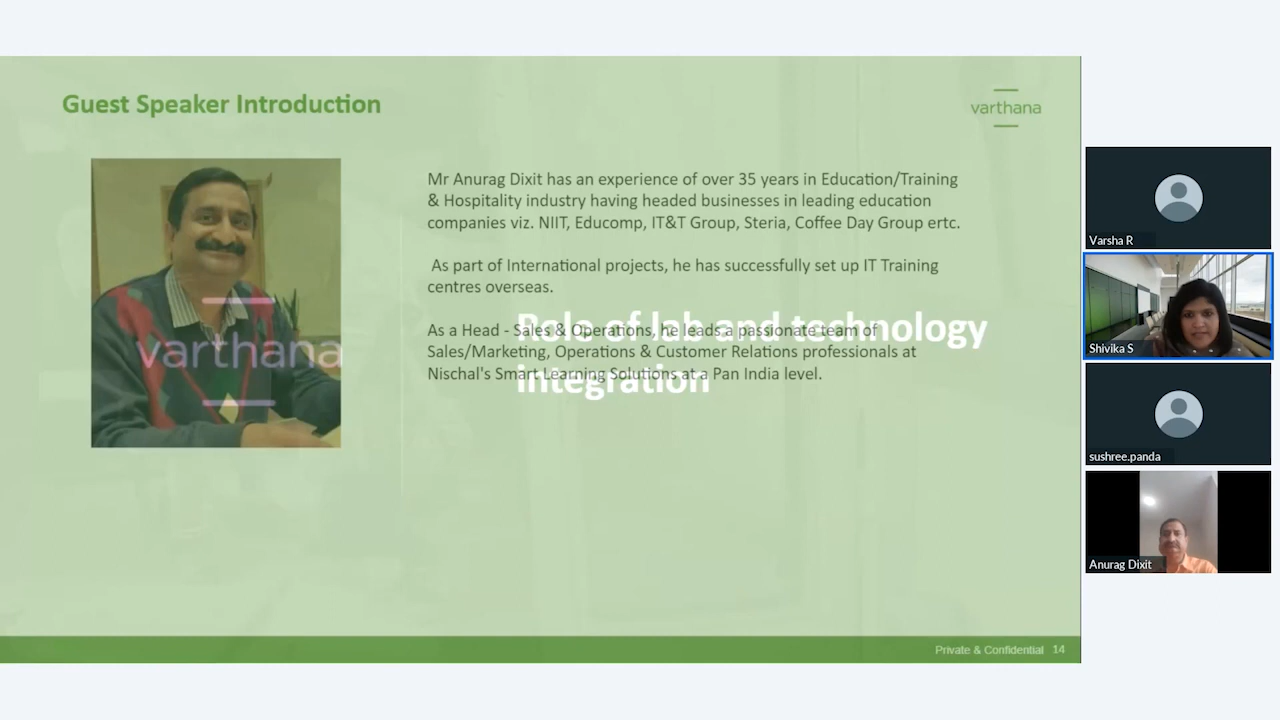 Guest Speaker Introduction
varthana
Mr Anurag Dixit has an experience of over 35 years in Education/Training
& Hospitality industry having headed businesses in leading education
companies viz. NIIT, Educomp, IT&T Group, Steria, Coffee Day Group ertc.
As part of International projects, he has successfully set up IT Training
centres overseas.
As a Head - Sales & Operations, he leads a passionate team of
Sales/Marketing, Operations & Customer Relations professionals at
Nischal's Smart Learning Solutions at a Pan India level.
Role of lab and technology
integration
varthana
Private & Confidential 14
Varsha R
Shivika S
sushree.panda
Anurag Dixit